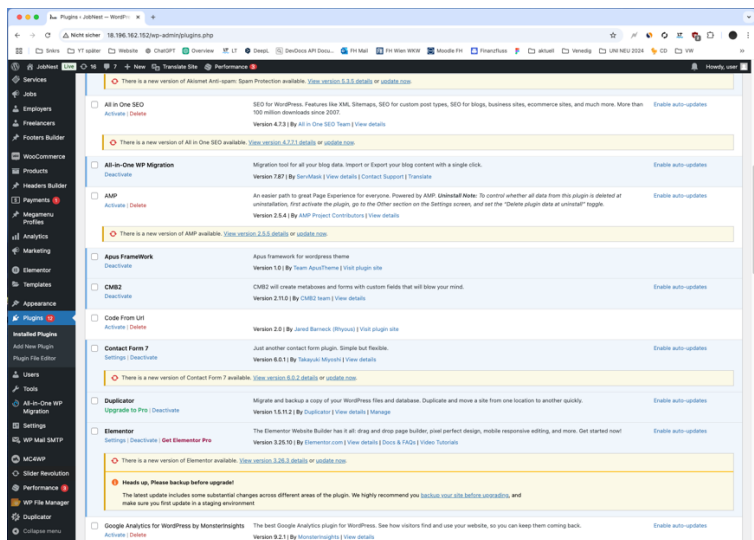 Plugins ‹ JobNest — WordPr
Nicht sicher 18.196.162.152/wp-admin/plugins.php
Snkrs YT später Website ChatGPT Overview LT DeepL DevDocs API Docu... FH Mail FH Wien WKW Moodle FH Finanzfluss aktuell Venedig UNI NEU 2024 CD VW
JobNest Live 16 7 + New Translate Site Performance 3 Howdy, user
Services
Jobs
Employers
Freelancers
Footers Builder
WooCommerce
Products
Headers Builder
Payments 1
Megamenu
Profiles
Analytics
Marketing
Elementor
Templates
Appearance
Plugins 12
Installed Plugins
Add New Plugin
Plugin File Editor
Users
Tools
All-in-One WP
Migration
Settings
WP Mail SMTP
MC4WP
Slider Revolution
Performance 3
WP File Manager
Duplicator
Collapse menu
There is a new version of Akismet Anti-spam: Spam Protection available. View version 5.3.5 details or update now.
All in One SEO
Activate | Delete
SEO for WordPress. Features like XML Sitemaps, SEO for custom post types, SEO for blogs, business sites, ecommerce sites, and much more. More than
100 million downloads since 2007.
Version 4.7.3 | By All in One SEO Team | View details
Enable auto-updates
There is a new version of All in One SEO available. View version 4.7.7.1 details or update now.
All-in-One WP Migration
Deactivate
Migration tool for all your blog data. Import or Export your blog content with a single click.
Version 7.87 | By ServMask | View details | Contact Support | Translate
Enable auto-updates
AMP
Activate | Delete
An easier path to great Page Experience for everyone. Powered by AMP. Uninstall Note: To control whether all data from this plugin is deleted at
uninstallation, first activate the plugin, go to the Other section on the Settings screen, and set the "Delete plugin data at uninstall" toggle.
Version 2.5.4 | By AMP Project Contributors | View details
Enable auto-updates
There is a new version of AMP available. View version 2.5.5 details or update now.
Apus FrameWork
Deactivate
Apus framework for wordpress theme
Version 1.0 | By Team ApusTheme | Visit plugin site
CMB2
Deactivate
CMB2 will create metaboxes and forms with custom fields that will blow your mind.
Version 2.11.0 | By CMB2 team | View details
Enable auto-updates
Code From Url
Activate | Delete
Version 2.0 | By Jared Barneck (Rhyous) | Visit plugin site
Contact Form 7
Settings | Deactivate
Just another contact form plugin. Simple but flexible.
Version 6.0.1 | By Takayuki Miyoshi | View details
Enable auto-updates
There is a new version of Contact Form 7 available. View version 6.0.2 details or update now.
Duplicator
Upgrade to Pro | Deactivate
Migrate and backup a copy of your WordPress files and database. Duplicate and move a site from one location to another quickly.
Version 1.5.11.2 | By Duplicator | View details | Manage
Enable auto-updates
Elementor
Settings | Deactivate | Get Elementor Pro
The Elementor Website Builder has it all: drag and drop page builder, pixel perfect design, mobile responsive editing, and more. Get started now!
Version 3.25.10 | By Elementor.com | View details | Docs & FAQs | Video Tutorials
Enable auto-updates
There is a new version of Elementor available. View version 3.26.3 details or update now.
Heads up, Please backup before upgrade!
The latest update includes some substantial changes across different areas of the plugin. We highly recommend you backup your site before upgrading, and
make sure you first update in a staging environment
Google Analytics for WordPress by MonsterInsights
Activate | Delete
The best Google Analytics plugin for WordPress. See how visitors find and use your website, so you can keep them coming back.
Version 9.2.1 | By MonsterInsights | View details
Enable auto-updates